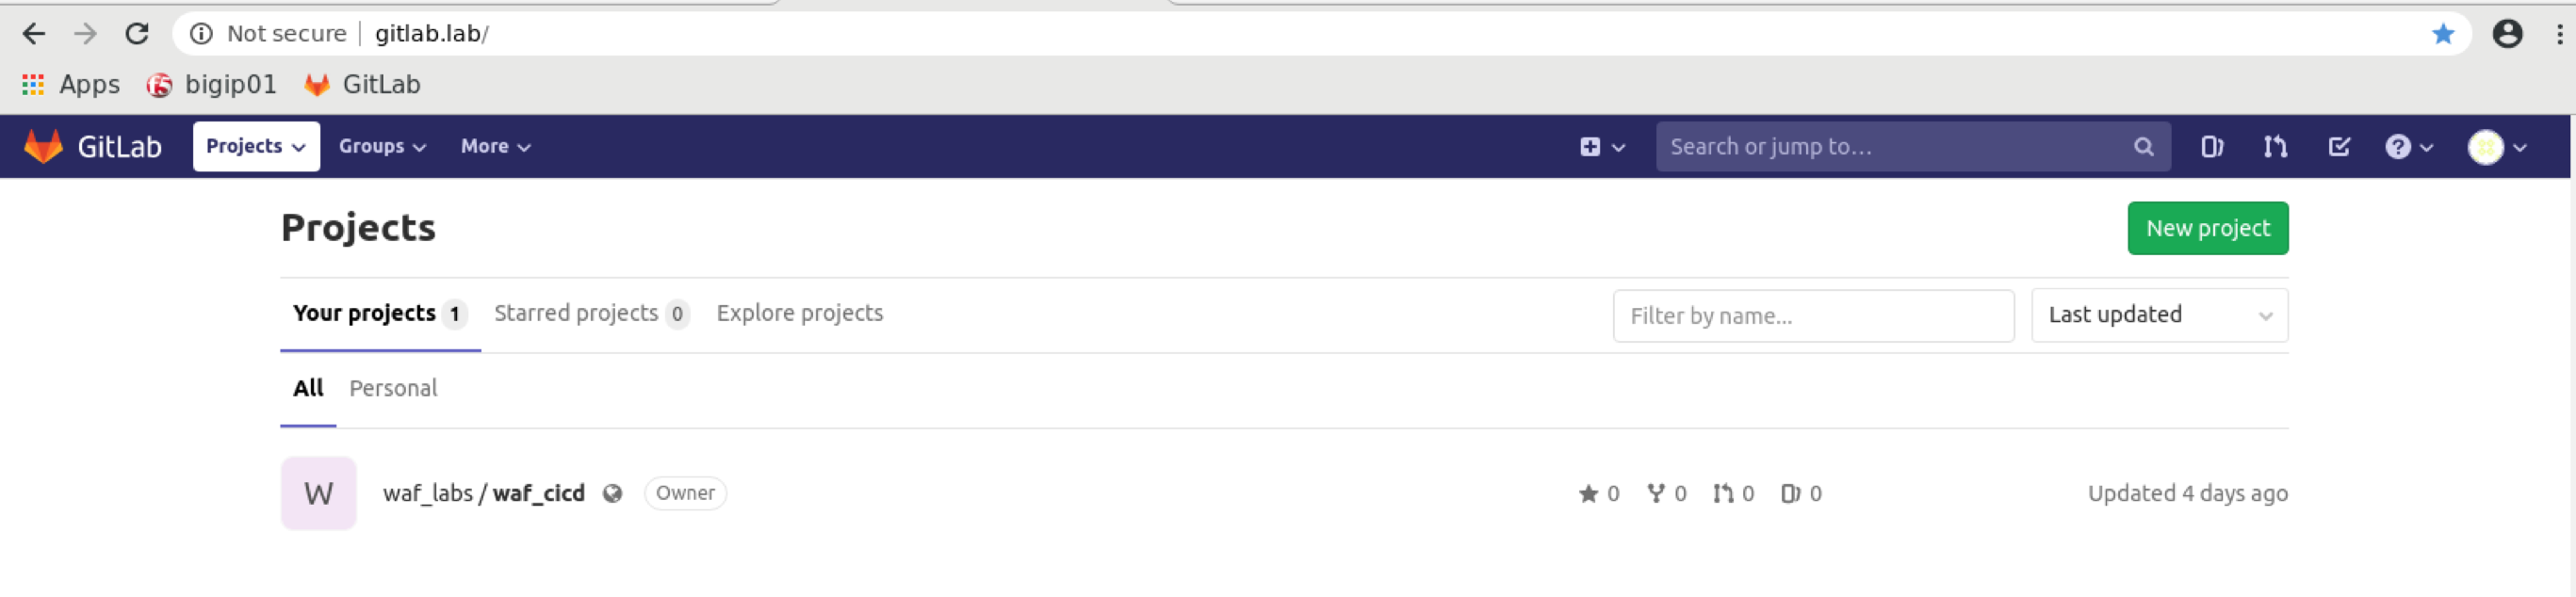 Not secure | gitlab.lab/
Apps bigip01 GitLab
GitLab Projects Groups More Search or jump to...
Projects New project
Your projects 1 Starred projects 0 Explore projects Filter by name... Last updated
All Personal
W waf_labs / waf_cicd Owner 0 0 0 0 Updated 4 days ago